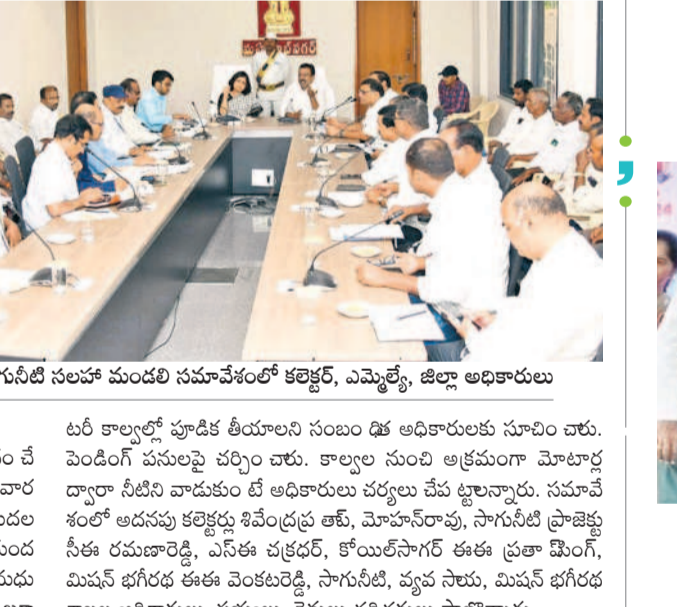 మహబూబ్‌నగర్
సాగునీటి సలహా మండలి సమావేశంలో కలెక్టర్, ఎమ్మెల్యే, జిల్లా అధికారులు
ం చే
వార
దల
ంద
ుధు
టరీ కాల్వల్లో పూడిక తీయాలని సంబం ధిత అధికారులకు సూచిం చారు.
పెండింగ్ పనులపై చర్చిం చారు. కాల్వల నుంచి అక్రమంగా మోటార్ల
ద్వారా నీటిని వాడుకుం టే అధికారులు చర్యలు చేప ట్టాలన్నారు. సమావే
శంలో అదనపు కలెక్టర్లు శివేంద్రప్ర తాప్, మోహన్‌రావు, సాగునీటి ప్రాజెక్టు
సీఈ రమణారెడ్డి, ఎస్ఈ చక్రధర్, కోయిల్‌సాగర్ ఈఈ ప్రతా ప్‌సింగ్,
మిషన్ భగీరథ ఈఈ వెంకటరెడ్డి, సాగునీటి, వ్యవ సాయ, మిషన్ భగీరథ